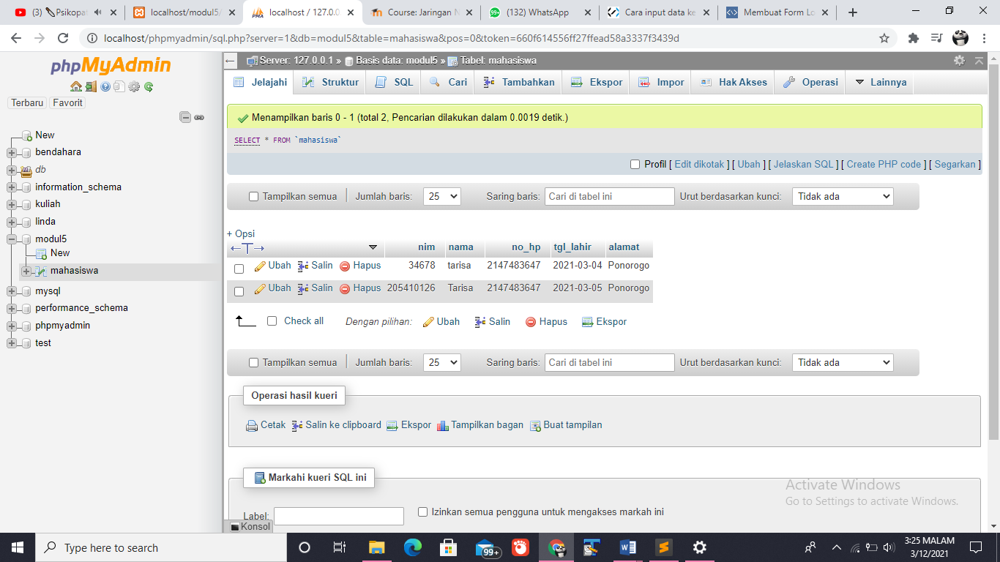 (3) Psikopat
localhost/modul5/
localhost / 127.0.0
Course: Jaringan N
(132) WhatsApp
Cara input data ke
Membuat Form Lo
localhost/phpmyadmin/sql.php?server=1&db=modul5&table=mahasiswa&pos=0&token=660f614556ff27ffead58a3337f3439d
phpMyAdmin
Terbaru Favorit
New
bendahara
db
information_schema
kuliah
linda
modul5
New
mahasiswa
mysql
performance_schema
phpmyadmin
test
Server: 127.0.0.1 » Basis data: modul5 » Tabel: mahasiswa
Jelajahi Struktur SQL Cari Tambahkan Ekspor Impor Hak Akses Operasi Lainnya
Menampilkan baris 0 - 1 (total 2, Pencarian dilakukan dalam 0.0019 detik.)
SELECT * FROM `mahasiswa`
Profil [ Edit dikotak ] [ Ubah ] [ Jelaskan SQL ] [ Create PHP code ] [ Segarkan ]
Tampilkan semua Jumlah baris: 25 Saring baris: Cari di tabel ini Urut berdasarkan kunci: Tidak ada
+ Opsi
nim nama no_hp tgl_lahir alamat
Ubah Salin Hapus 34678 tarisa 2147483647 2021-03-04 Ponorogo
Ubah Salin Hapus 205410126 Tarisa 2147483647 2021-03-05 Ponorogo
Check all Dengan pilihan: Ubah Salin Hapus Ekspor
Tampilkan semua Jumlah baris: 25 Saring baris: Cari di tabel ini Urut berdasarkan kunci: Tidak ada
Operasi hasil kueri
Cetak Salin ke clipboard Ekspor Tampilkan bagan Buat tampilan
Markahi kueri SQL ini
Label: Izinkan semua pengguna untuk mengakses markah ini
Konsol
Activate Windows
Go to Settings to activate Windows.
Type here to search
99+
3:25 MALAM
3/12/2021